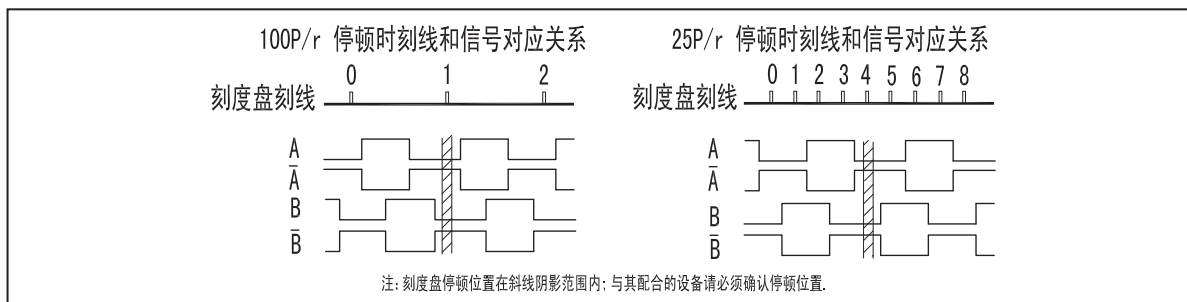 100P/r 停顿时刻线和信号对应关系
0 1 2
刻度盘刻线
A
A̅
B
B̅
25P/r 停顿时刻线和信号对应关系
0 1 2 3 4 5 6 7 8
刻度盘刻线
A
A̅
B
B̅
注: 刻度盘停顿位置在斜线阴影范围内; 与其配合的设备请必须确认停顿位置.